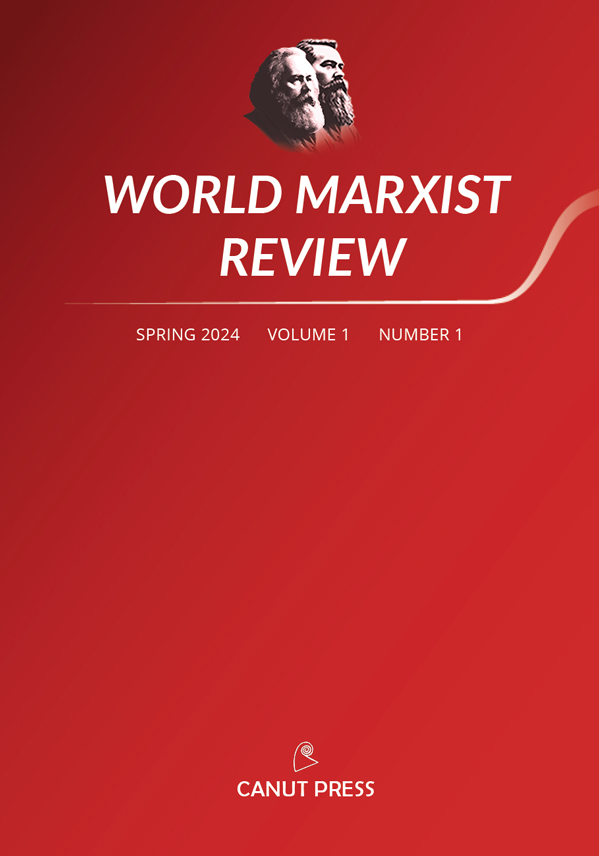 WORLD MARXIST
REVIEW
SPRING 2024 VOLUME 1 NUMBER 1
CANUT PRESS